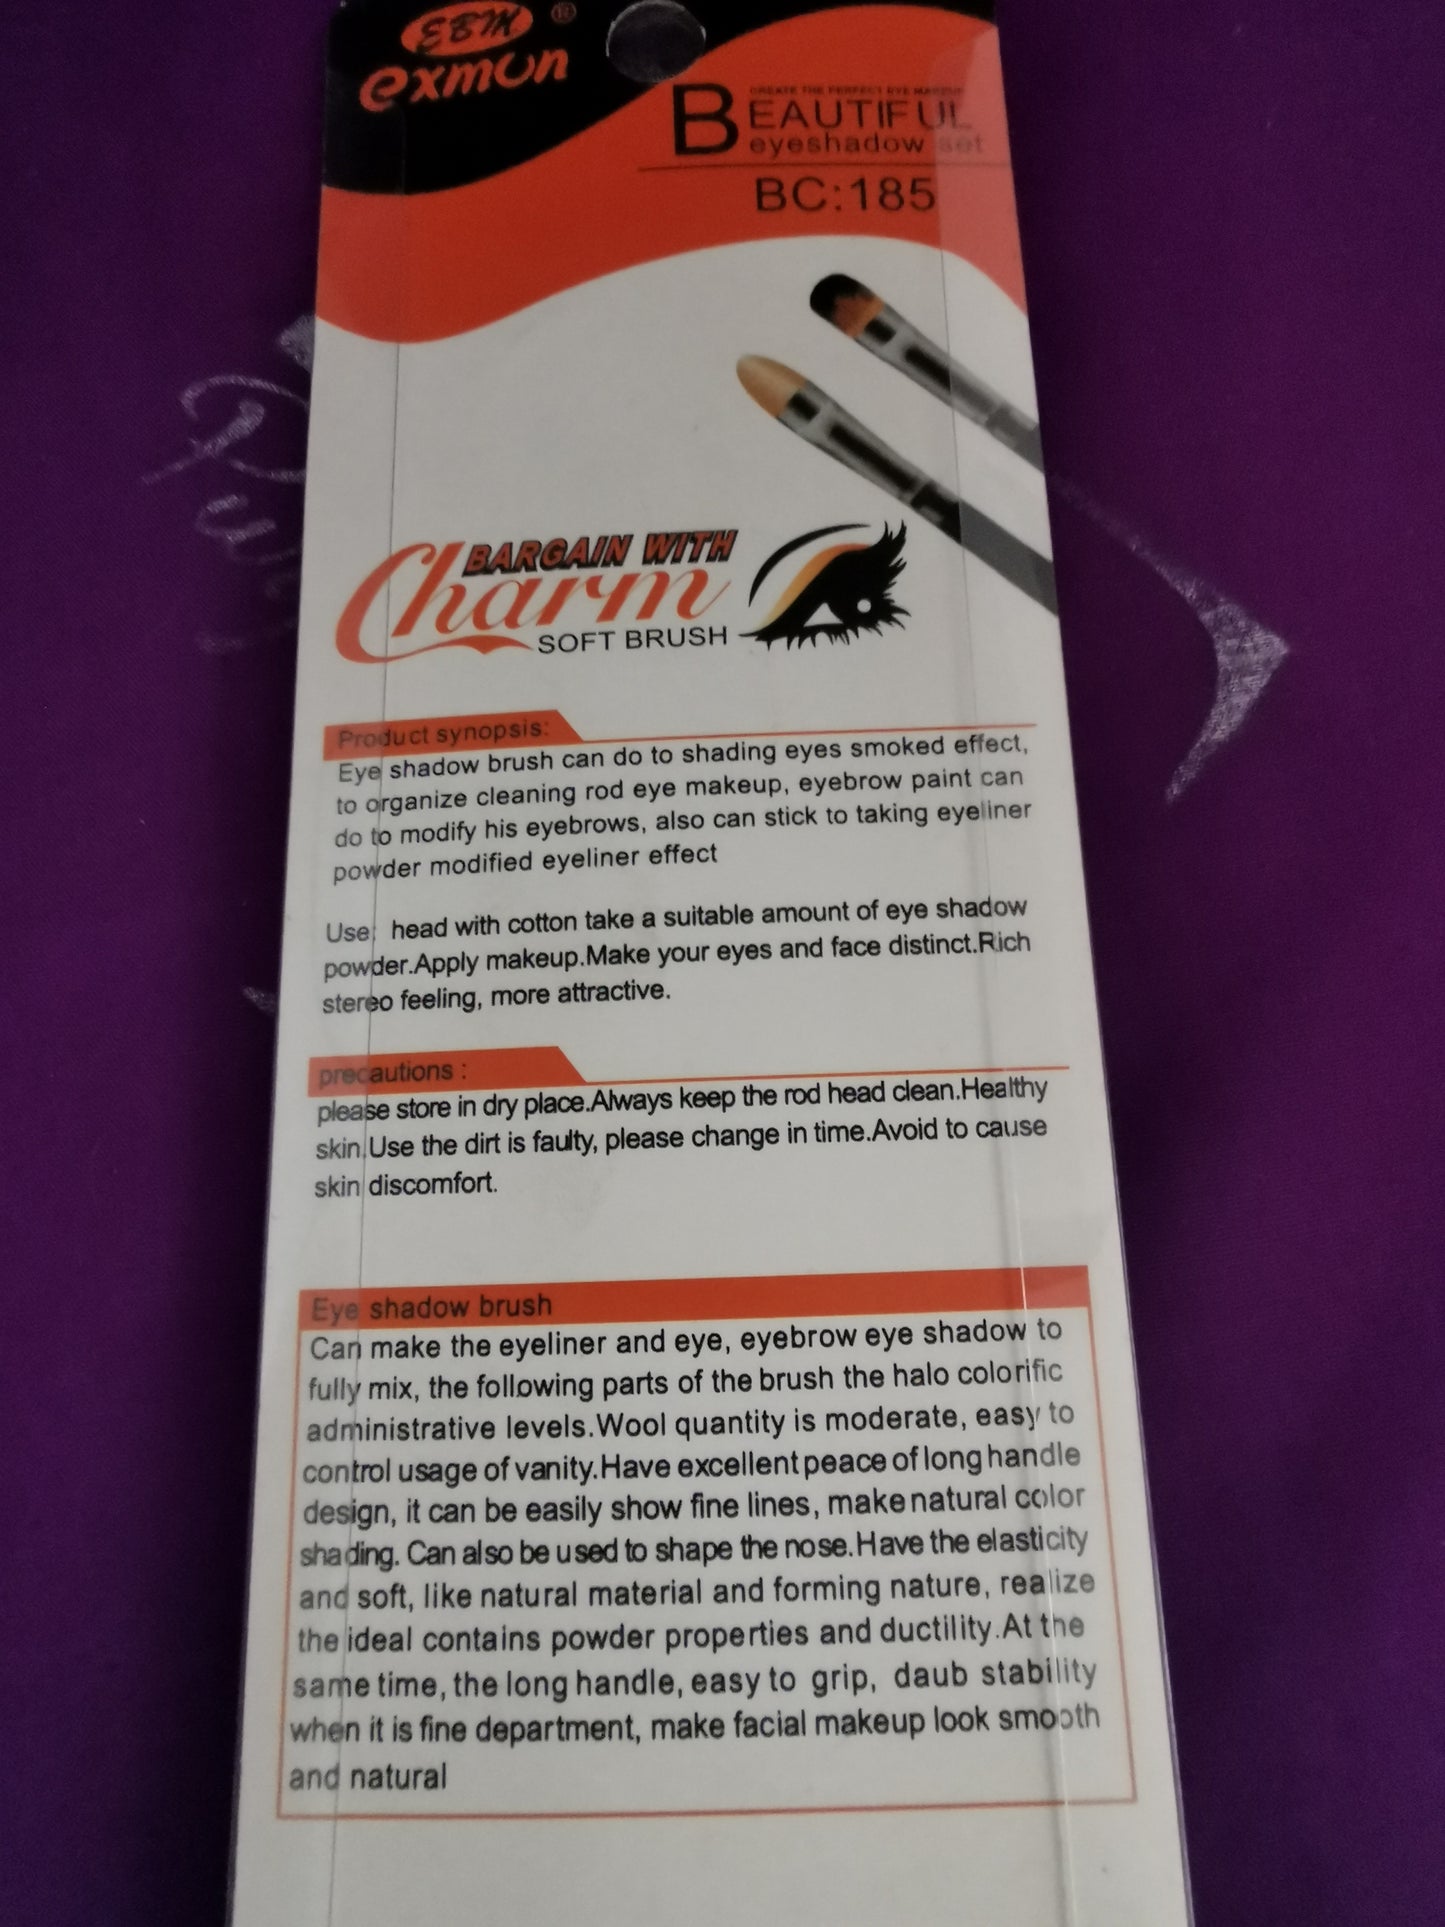 EBM ®
exmun
CREATE THE PERFECT EYE MAKEUP
BEAUTIFUL
eyeshadow set
BC:185
BARGAIN WITH
Charm
SOFT BRUSH
Product synopsis:
Eye shadow brush can do to shading eyes smoked effect,
to organize cleaning rod eye makeup, eyebrow paint can
do to modify his eyebrows, also can stick to taking eyeliner
powder modified eyeliner effect
Use: head with cotton take a suitable amount of eye shadow
powder.Apply makeup.Make your eyes and face distinct.Rich
stereo feeling, more attractive.
precautions :
please store in dry place.Always keep the rod head clean.Healthy
skin.Use the dirt is faulty, please change in time.Avoid to cause
skin discomfort.
Eye shadow brush
Can make the eyeliner and eye, eyebrow eye shadow to
fully mix, the following parts of the brush the halo colorific
administrative levels.Wool quantity is moderate, easy to
control usage of vanity.Have excellent peace of long handle
design, it can be easily show fine lines, make natural color
shading. Can also be used to shape the nose.Have the elasticity
and soft, like natural material and forming nature, realize
the ideal contains powder properties and ductility.At the
same time, the long handle, easy to grip, daub stability
when it is fine department, make facial makeup look smooth
and natural